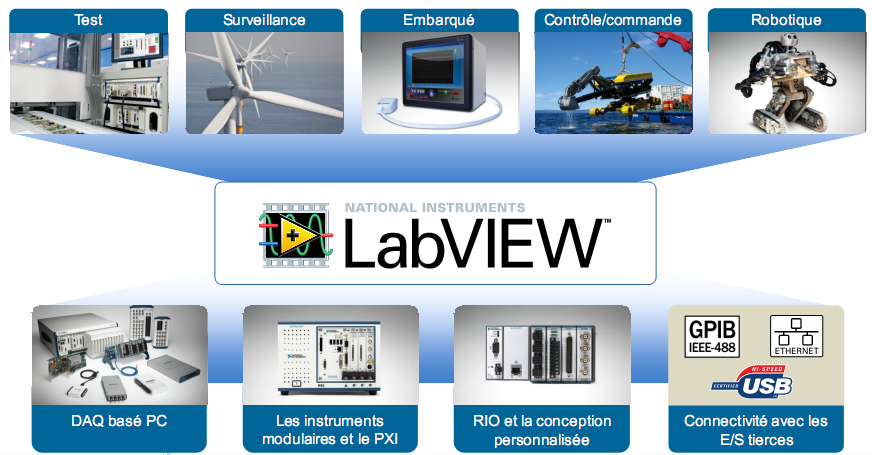 Test
Surveillance
Embarqué
Contrôle/commande
Robotique
NATIONAL INSTRUMENTS
LabVIEW™
GPIB
IEEE-488
ETHERNET
HI-SPEED
CERTIFIED USB
DAQ basé PC
Les instruments
modulaires et le PXI
RIO et la conception
personnalisée
Connectivité avec les
E/S tierces